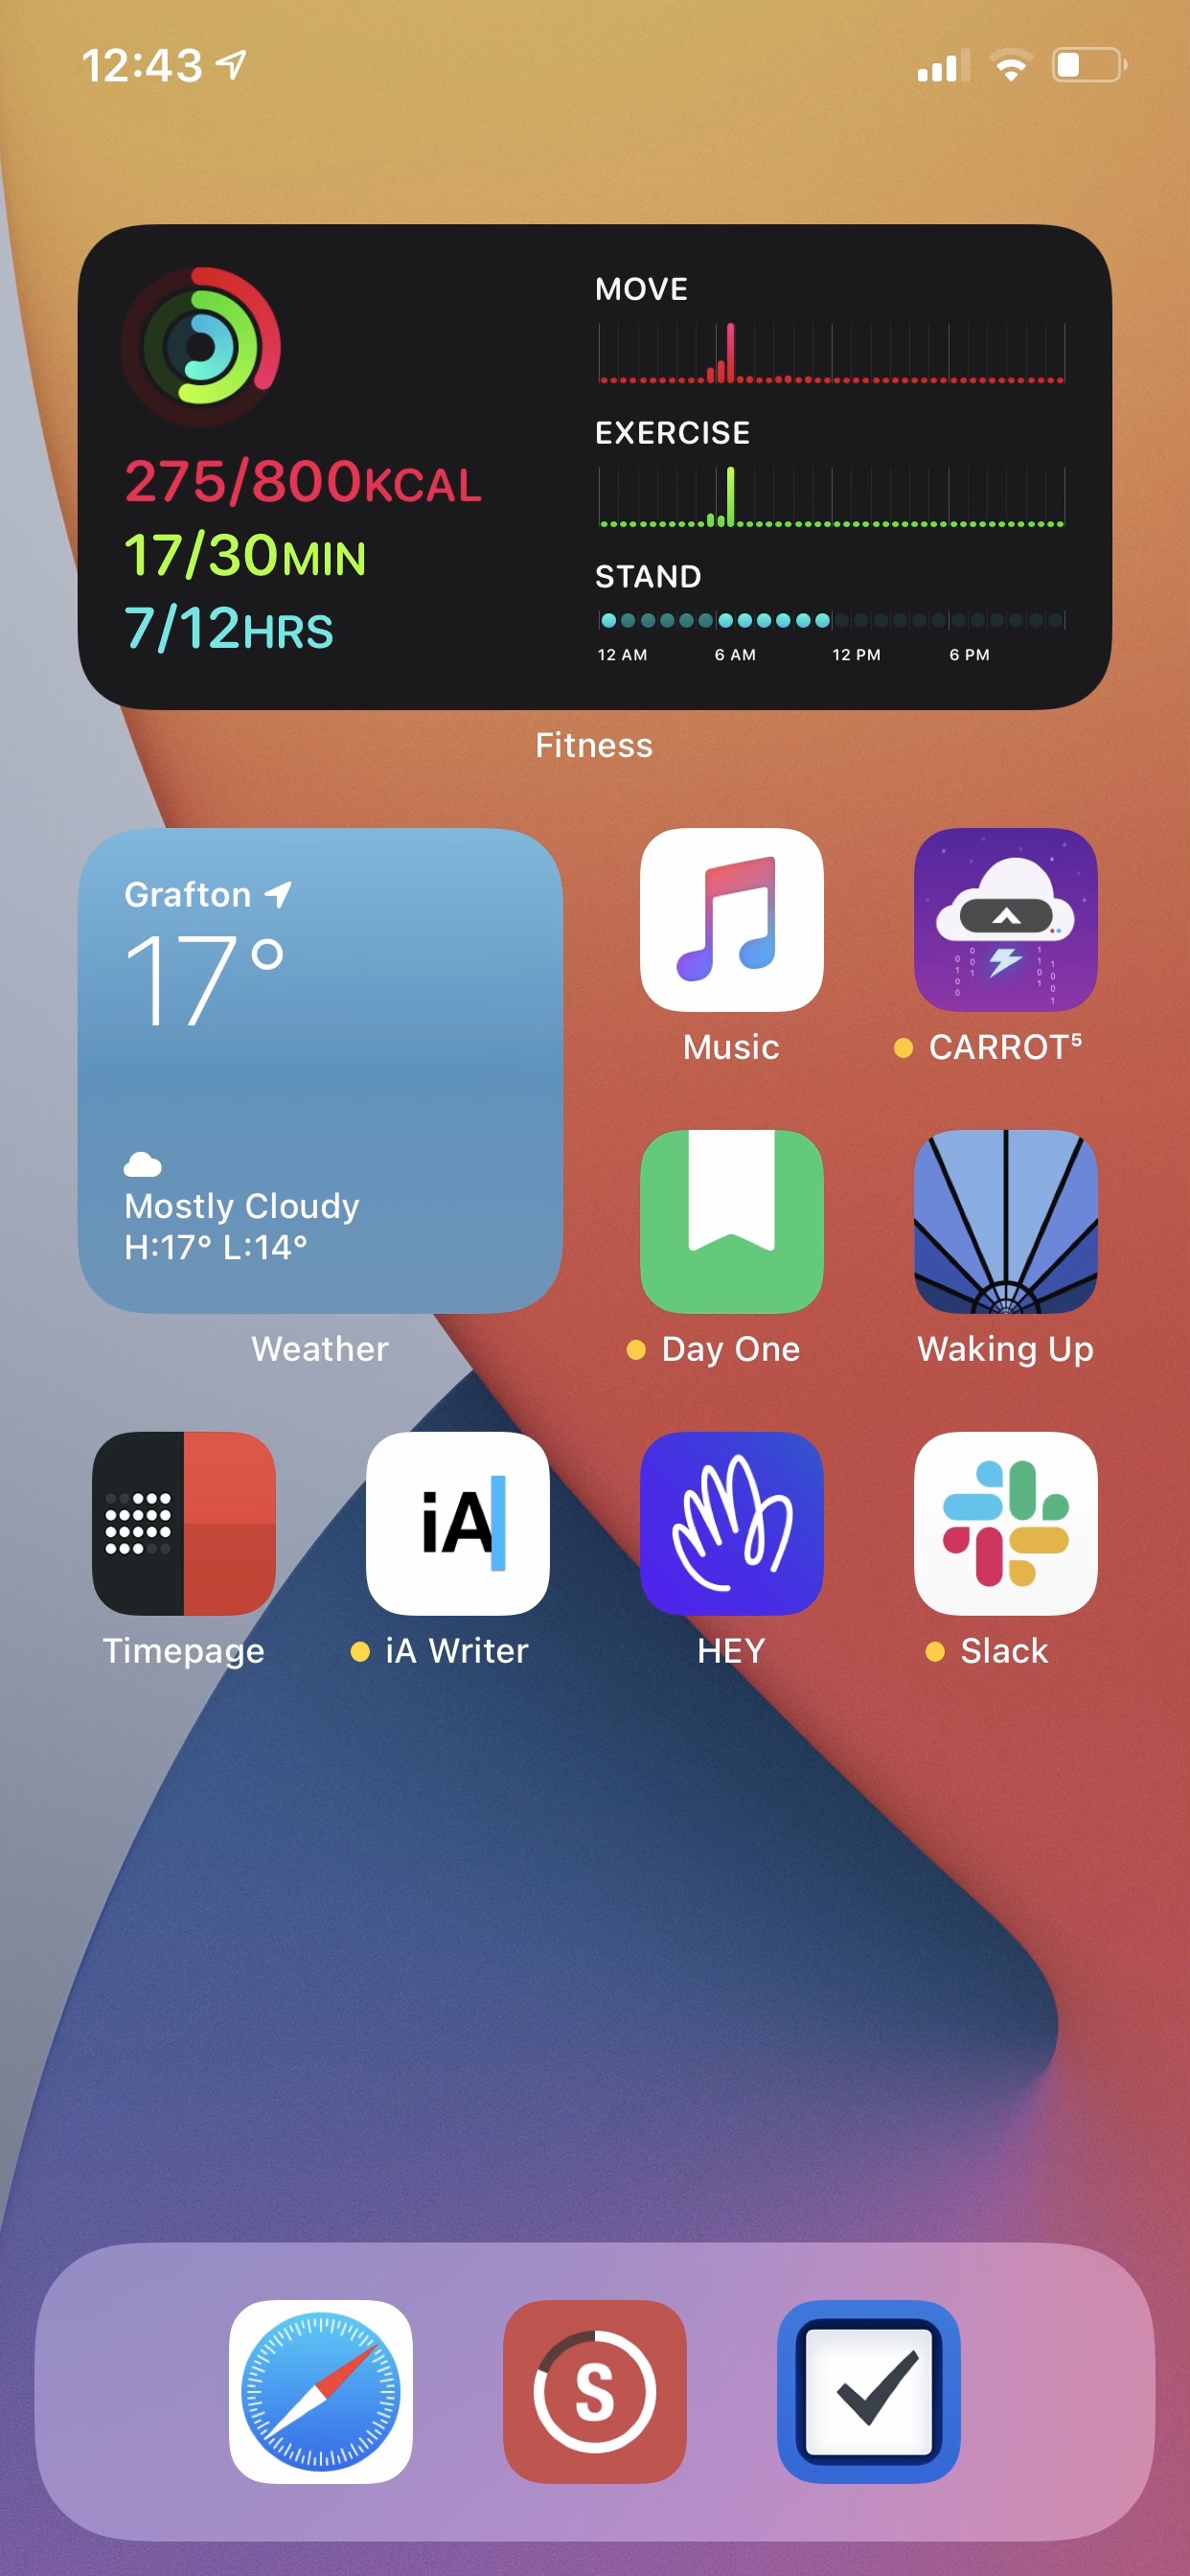 12:43
MOVE
EXERCISE
275/800KCAL
17/30MIN
7/12HRS
STAND
12 AM 6 AM 12 PM 6 PM
Fitness
Grafton
17°
Mostly Cloudy
H:17° L:14°
Weather
Music
CARROT⁵
Day One
Waking Up
iA
Timepage
iA Writer
HEY
Slack
S